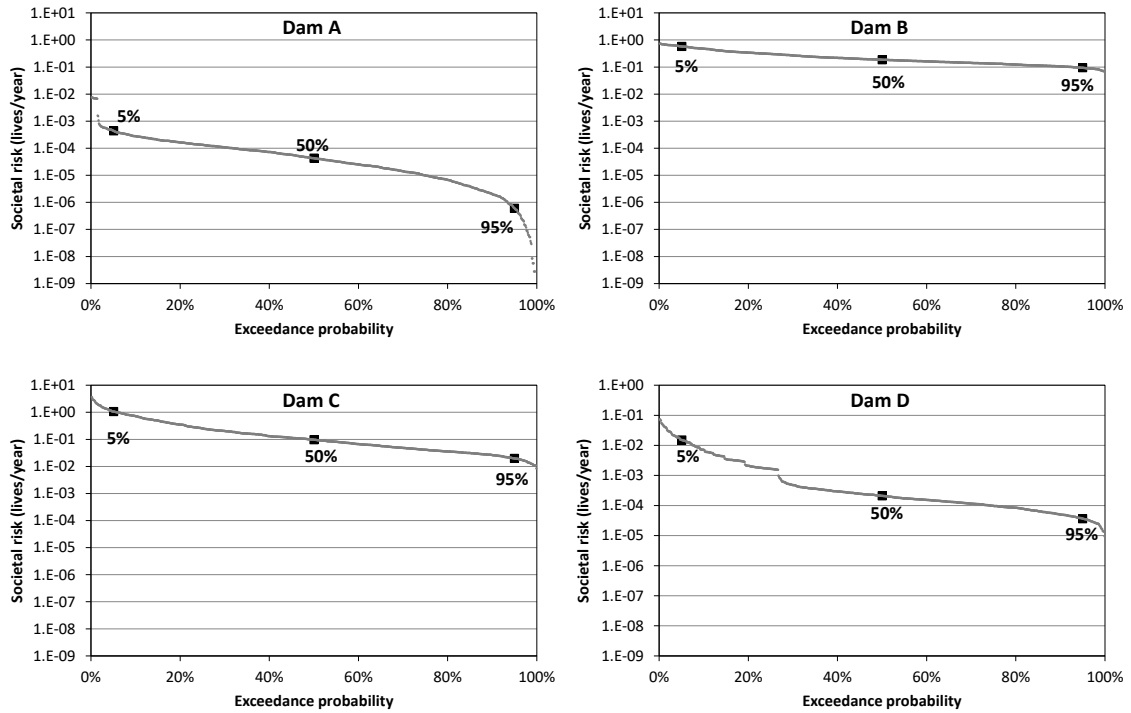 Dam A
Societal risk (lives/year)
1.E+01
1.E+00
1.E-01
1.E-02
1.E-03
1.E-04
1.E-05
1.E-06
1.E-07
1.E-08
1.E-09
5%
50%
95%
0% 20% 40% 60% 80% 100%
Exceedance probability
Dam B
Societal risk (lives/year)
1.E+01
1.E+00
1.E-01
1.E-02
1.E-03
1.E-04
1.E-05
1.E-06
1.E-07
1.E-08
1.E-09
5%
50%
95%
0% 20% 40% 60% 80% 100%
Exceedance probability
Dam C
Societal risk (lives/year)
1.E+01
1.E+00
1.E-01
1.E-02
1.E-03
1.E-04
1.E-05
1.E-06
1.E-07
1.E-08
1.E-09
5%
50%
95%
0% 20% 40% 60% 80% 100%
Exceedance probability
Dam D
Societal risk (lives/year)
1.E+00
1.E-01
1.E-02
1.E-03
1.E-04
1.E-05
1.E-06
1.E-07
1.E-08
1.E-09
5%
50%
95%
0% 20% 40% 60% 80% 100%
Exceedance probability